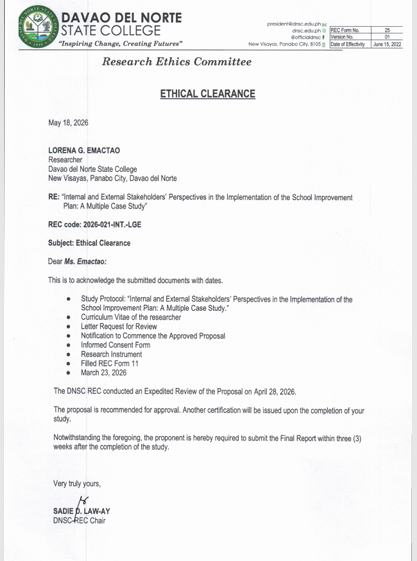 DAVAO DEL NORTE
STATE COLLEGE
"Inspiring Change, Creating Futures"
president@dnsc.edu.ph
dnsc.edu.ph
@officialdnsc
New Visayas, Panabo City, 8105
REC Form No. 25
Version No. 01
Date of Effectivity June 15, 2022
Research Ethics Committee
ETHICAL CLEARANCE
May 18, 2026
LORENA G. EMACTAO
Researcher
Davao del Norte State College
New Visayas, Panabo City, Davao del Norte
RE: "Internal and External Stakeholders' Perspectives in the Implementation of the School Improvement
Plan: A Multiple Case Study"
REC code: 2026-021-INT.-LGE
Subject: Ethical Clearance
Dear Ms. Emactao:
This is to acknowledge the submitted documents with dates.
● Study Protocol: "Internal and External Stakeholders' Perspectives in the Implementation of the
School Improvement Plan: A Multiple Case Study."
● Curriculum Vitae of the researcher
● Letter Request for Review
● Notification to Commence the Approved Proposal
● Informed Consent Form
● Research Instrument
● Filled REC Form 11
● March 23, 2026
The DNSC REC conducted an Expedited Review of the Proposal on April 28, 2026.
The proposal is recommended for approval. Another certification will be issued upon the completion of your
study.
Notwithstanding the foregoing, the proponent is hereby required to submit the Final Report within three (3)
weeks after the completion of the study.
Very truly yours,
SADIE D. LAW-AY
DNSC-REC Chair